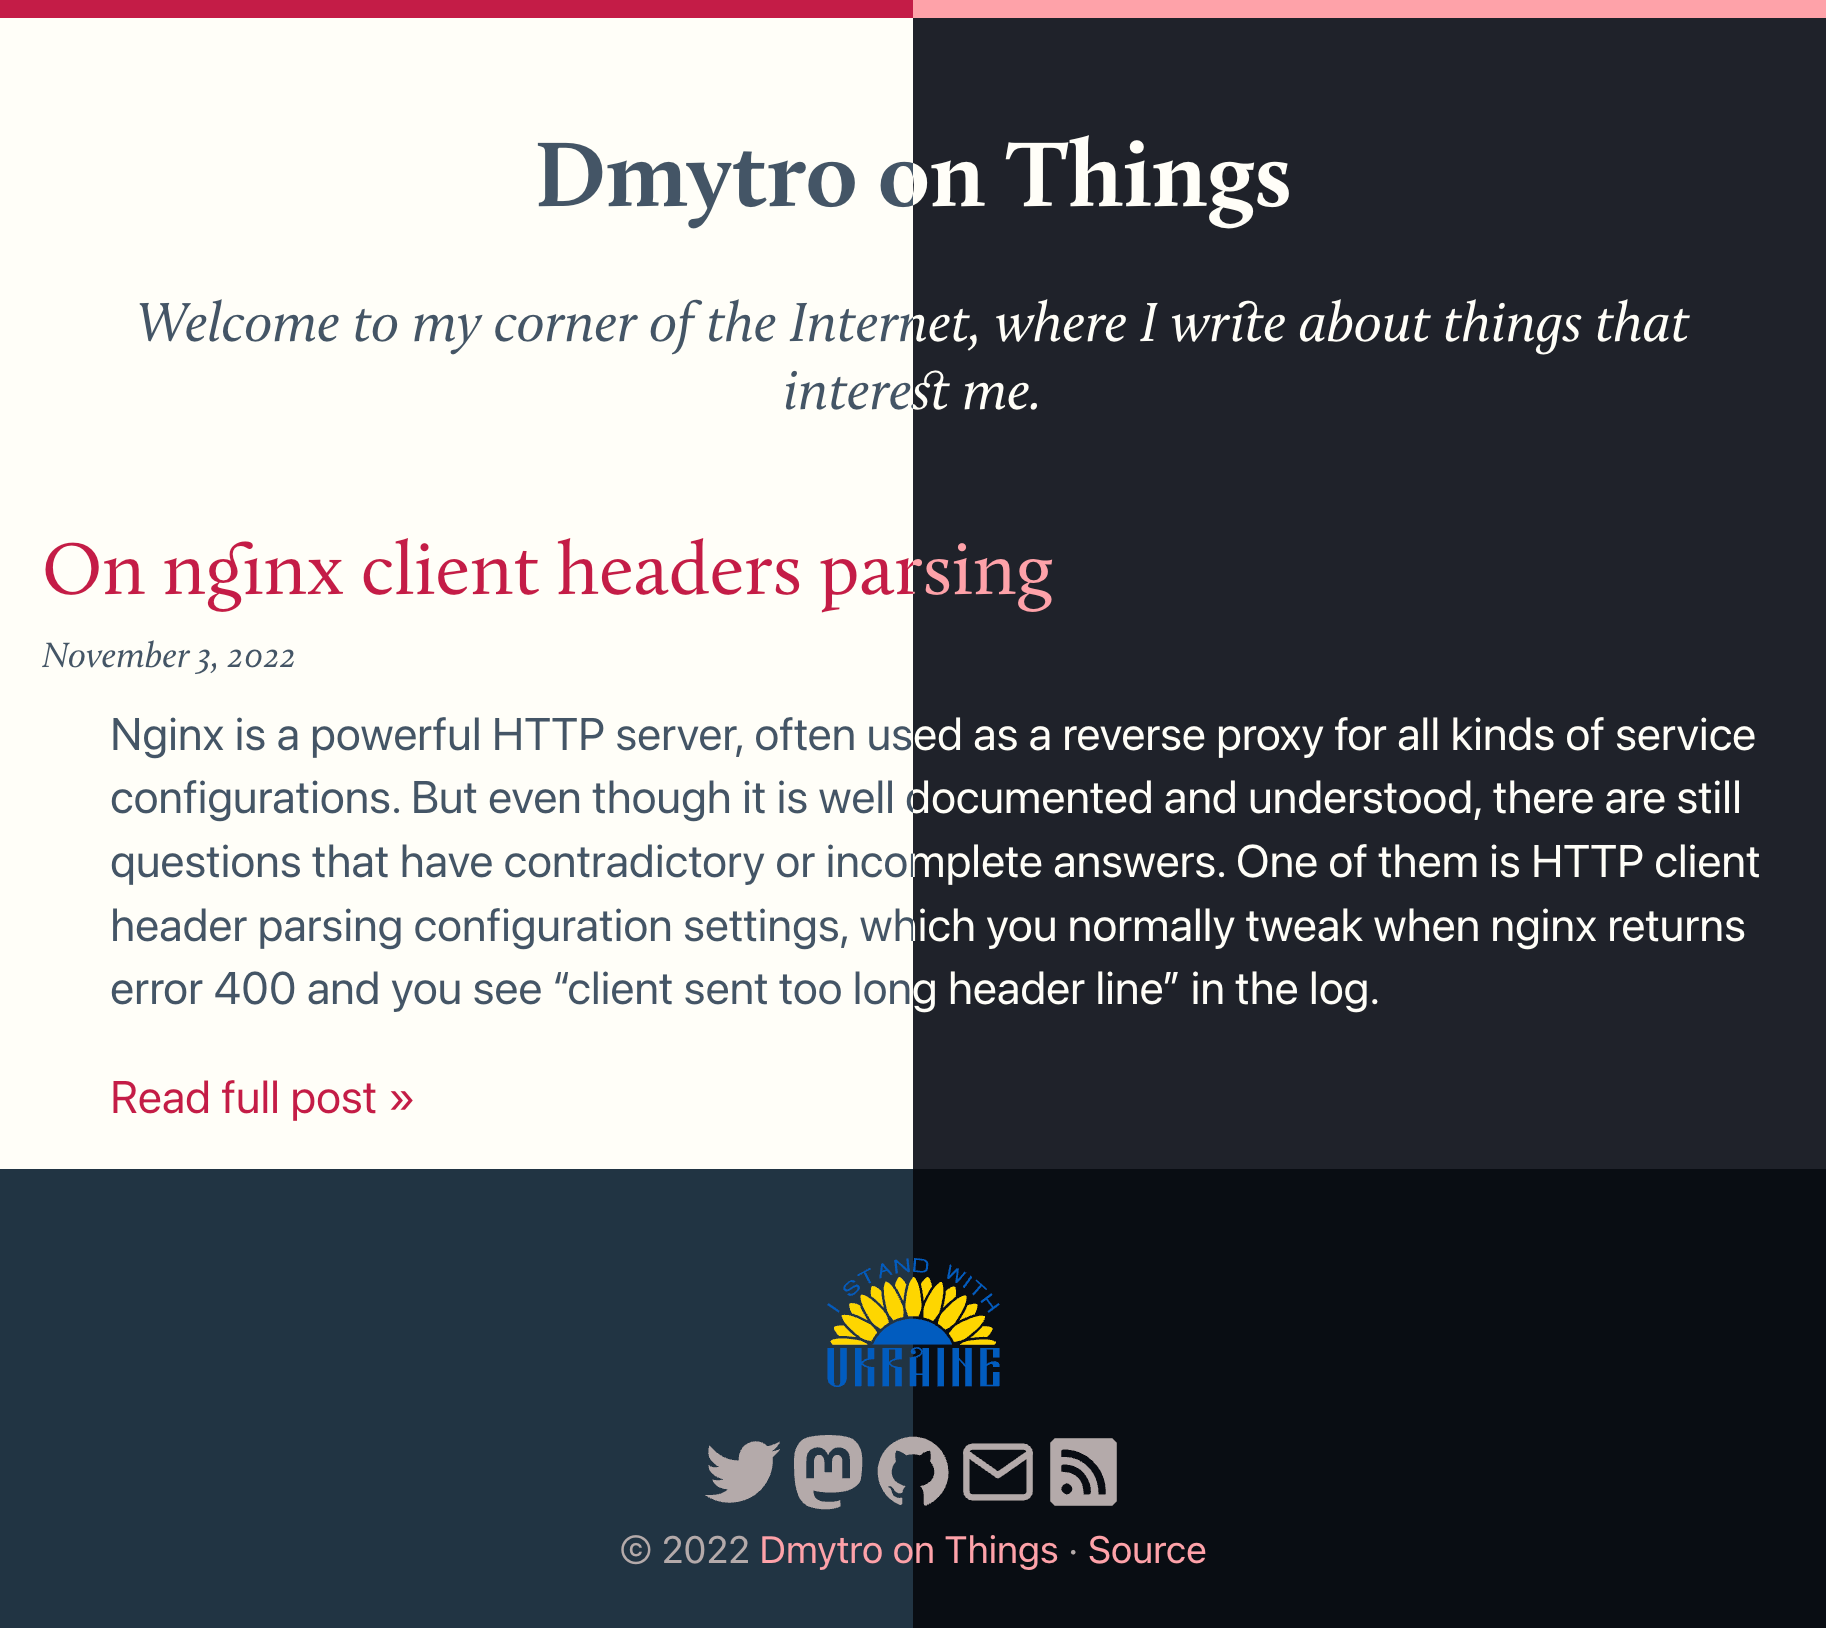 Dmytro on Things
Welcome to my corner of the Internet, where I write about things that
interest me.
On nginx client headers parsing
November 3, 2022
Nginx is a powerful HTTP server, often used as a reverse proxy for all kinds of service
configurations. But even though it is well documented and understood, there are still
questions that have contradictory or incomplete answers. One of them is HTTP client
header parsing configuration settings, which you normally tweak when nginx returns
error 400 and you see “client sent too long header line” in the log.
Read full post »
I STAND WITH
UKRAINE
© 2022 Dmytro on Things · Source